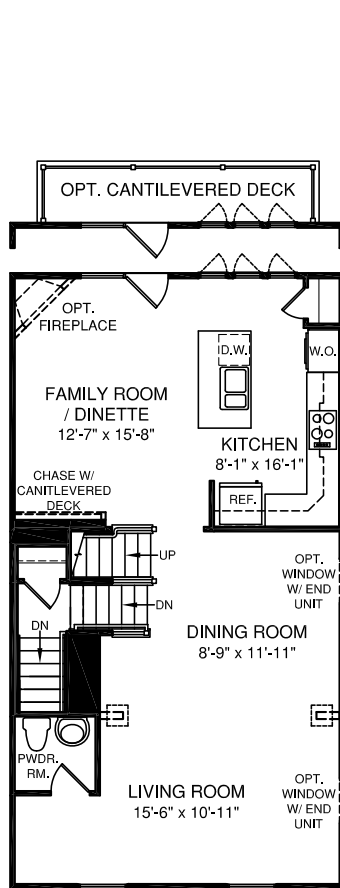 OPT. CANTILEVERED DECK
OPT.
FIREPLACE
D.W.
W.O.
FAMILY ROOM
/ DINETTE
12'-7" x 15'-8"
KITCHEN
8'-1" x 16'-1"
CHASE W/
CANITLEVERED
DECK
REF.
UP
DN
DN
OPT.
WINDOW
W/ END
UNIT
DINING ROOM
8'-9" x 11'-11"
PWDR.
RM.
LIVING ROOM
15'-6" x 10'-11"
OPT.
WINDOW
W/ END
UNIT